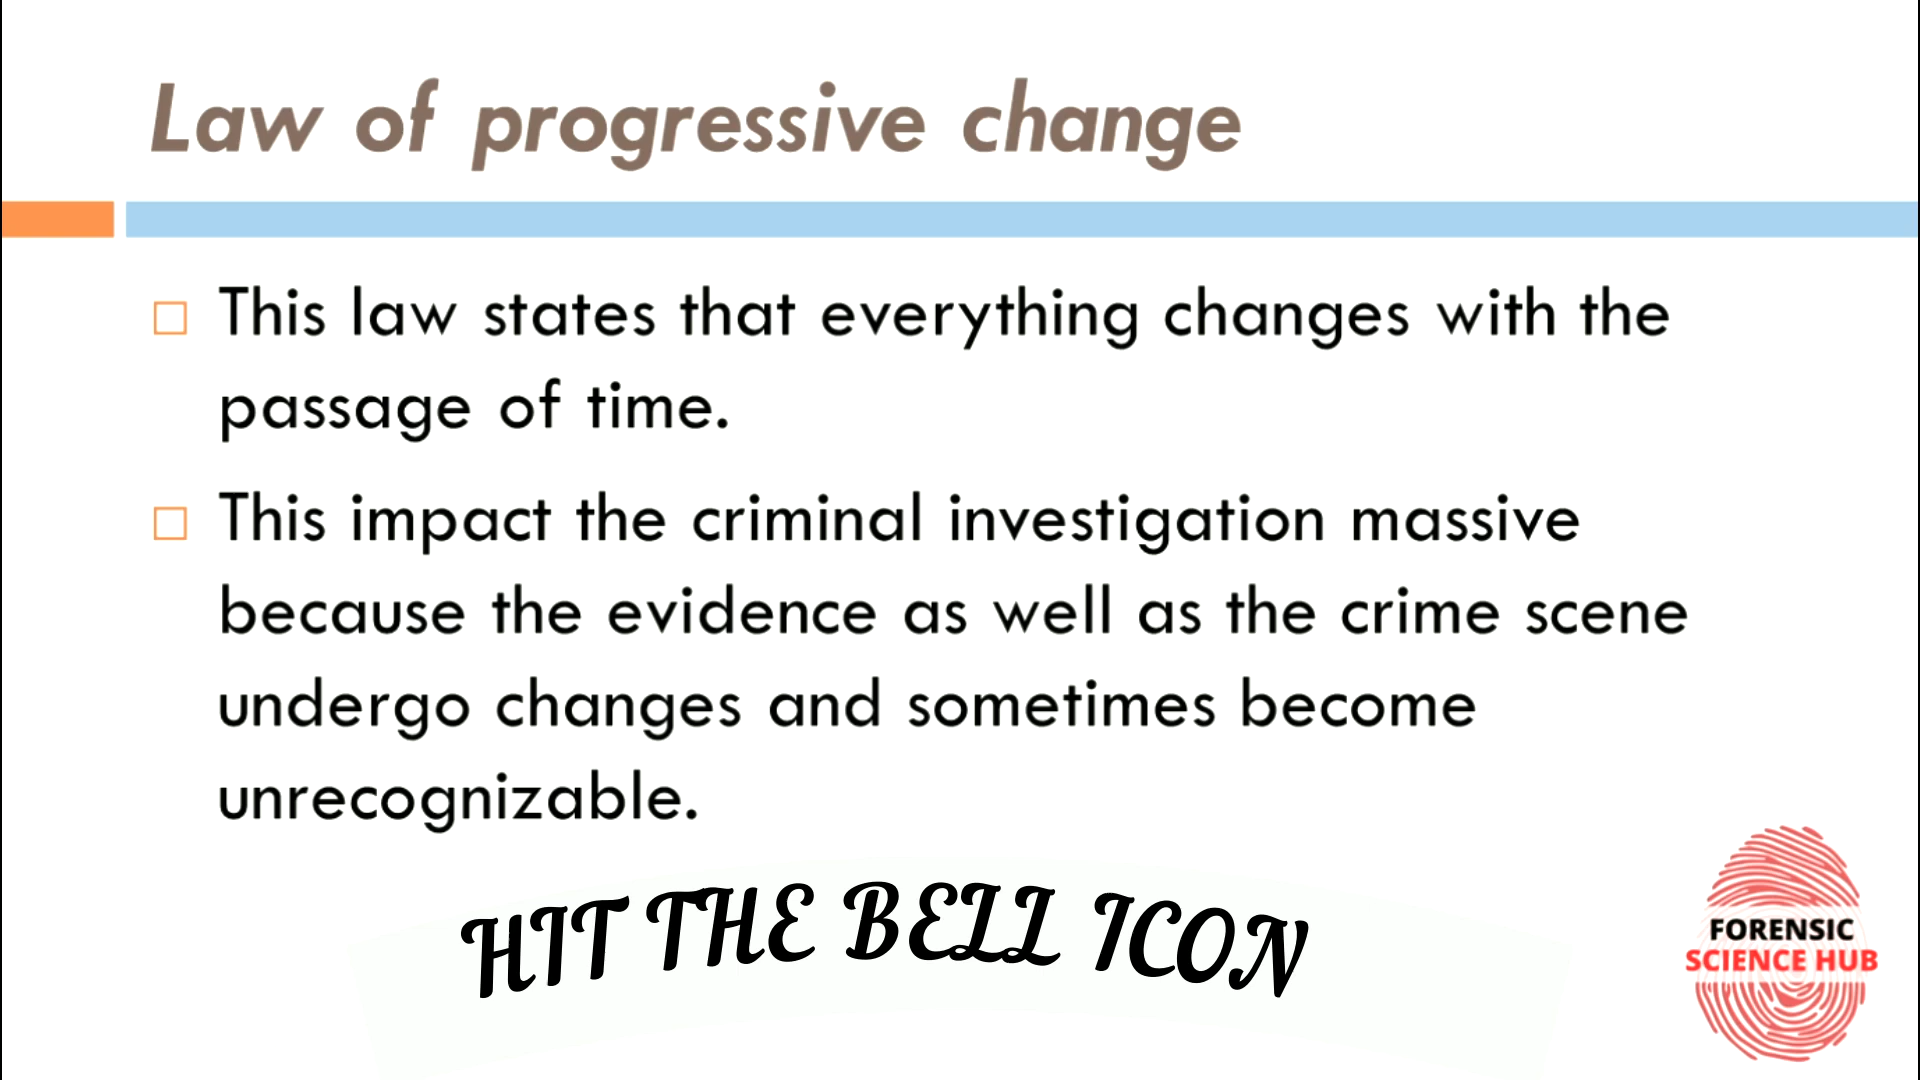 Law of progressive change
This law states that everything changes with the
passage of time.
This impact the criminal investigation massive
because the evidence as well as the crime scene
undergo changes and sometimes become
unrecognizable.
HIT THE BELL ICON
FORENSIC
SCIENCE HUB